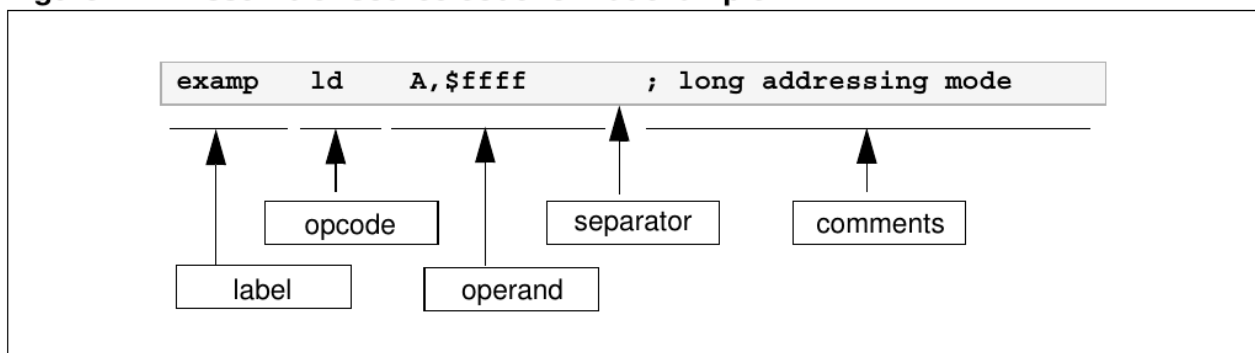 examp ld A,$ffff ; long addressing mode
separator comments
opcode
label operand